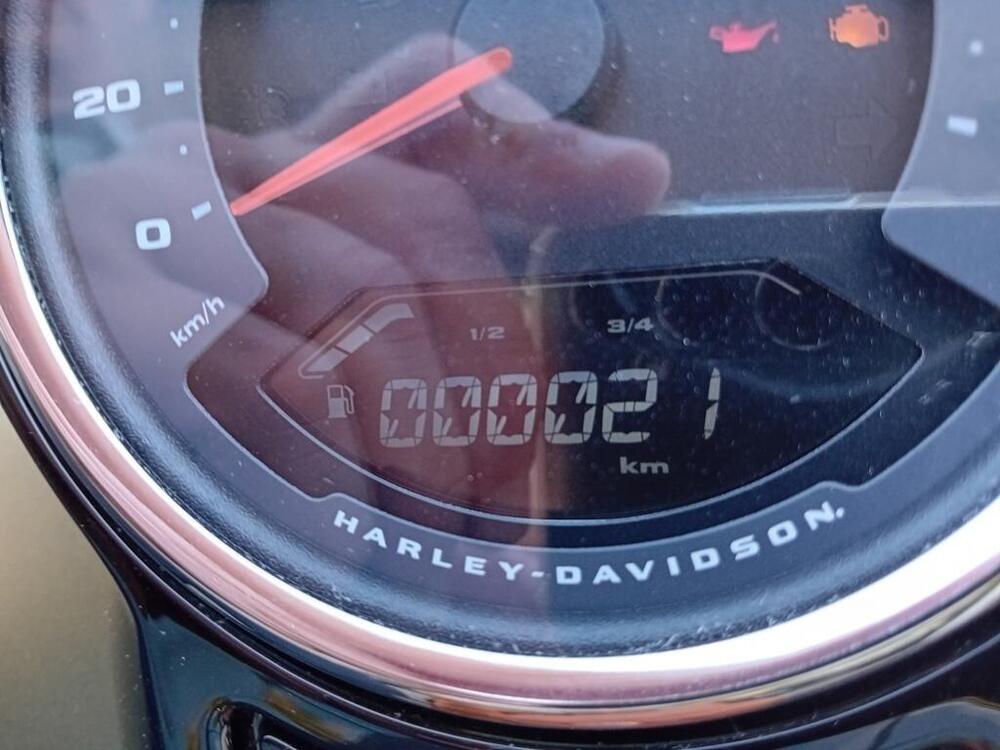 20
0
km/h
1/2 3/4
000021
km
HARLEY-DAVIDSON.